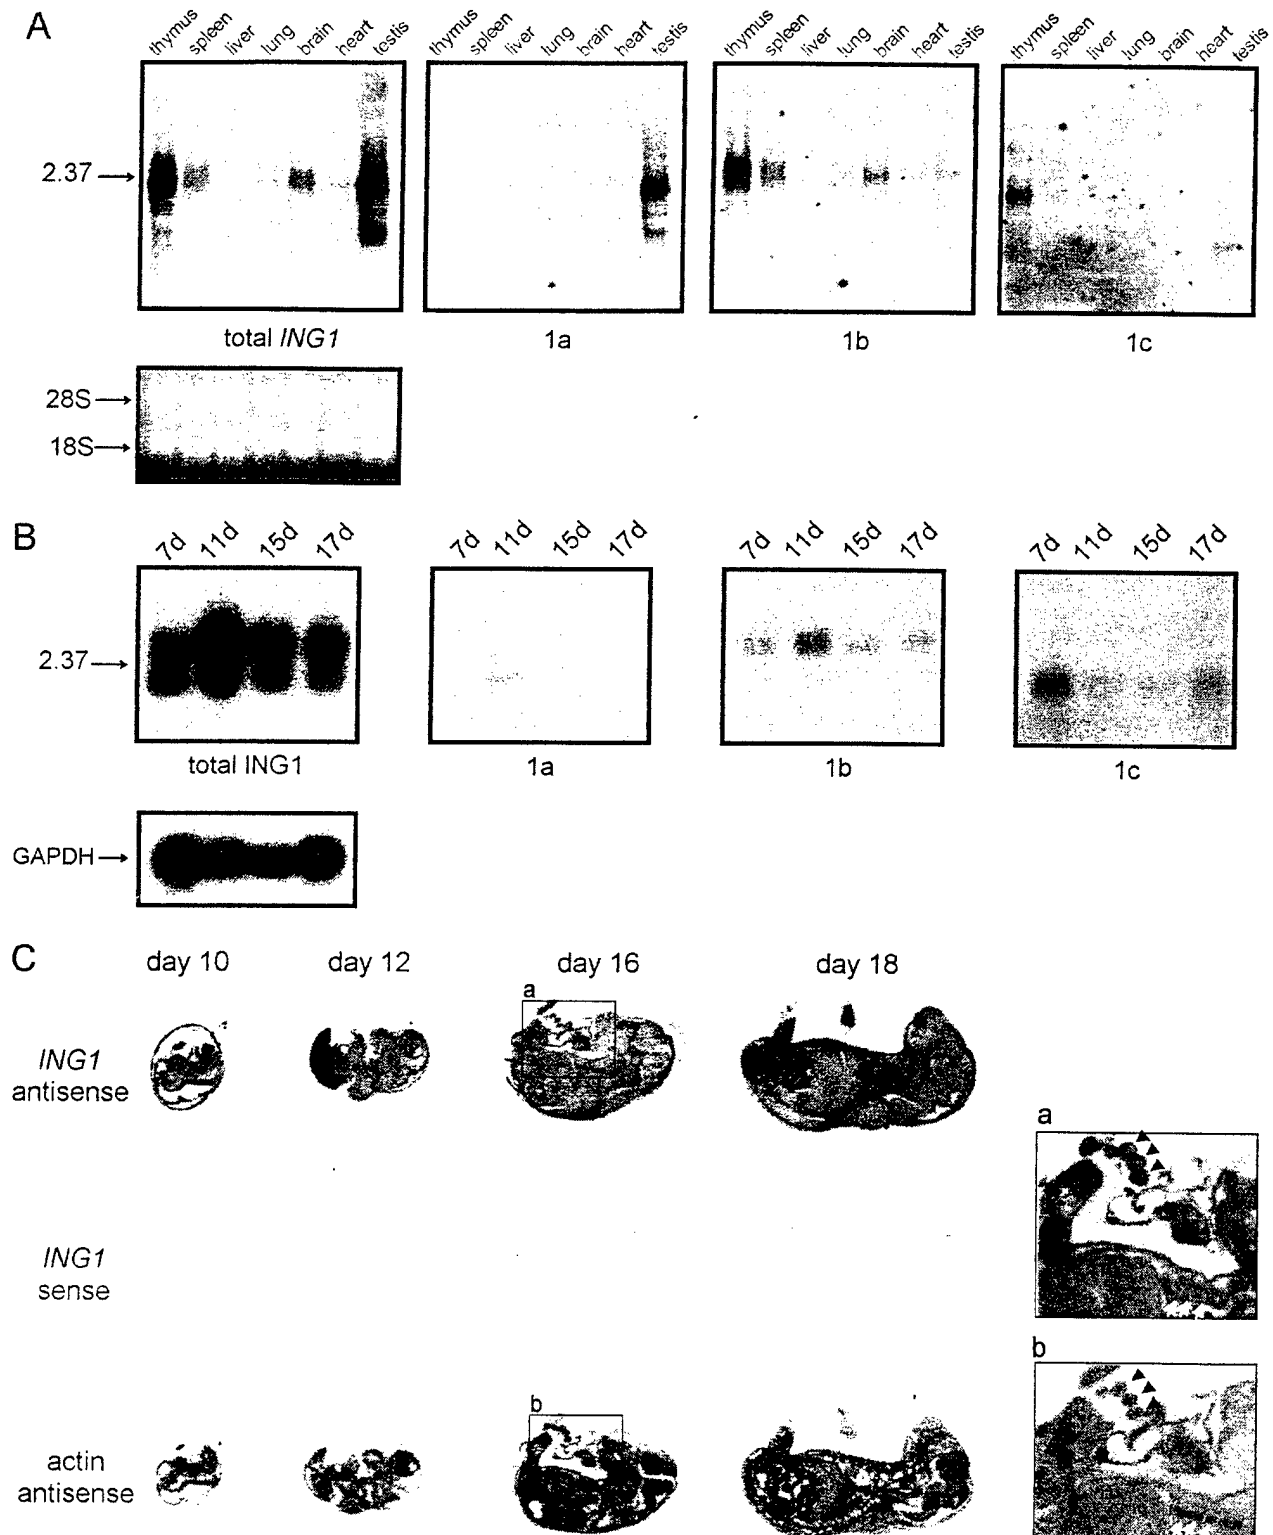 A
thymus spleen liver lung brain heart testis
thymus spleen liver lung brain heart testis
thymus spleen liver lung brain heart testis
thymus spleen liver lung brain heart testis
2.37
total ING1 1a 1b 1c
28S
18S
B
7d 11d 15d 17d
7d 11d 15d 17d
7d 11d 15d 17d
7d 11d 15d 17d
2.37
total ING1 1a 1b 1c
GAPDH
C
day 10 day 12 day 16 day 18
a
ING1
antisense
a
ING1
sense
b
b
actin
antisense